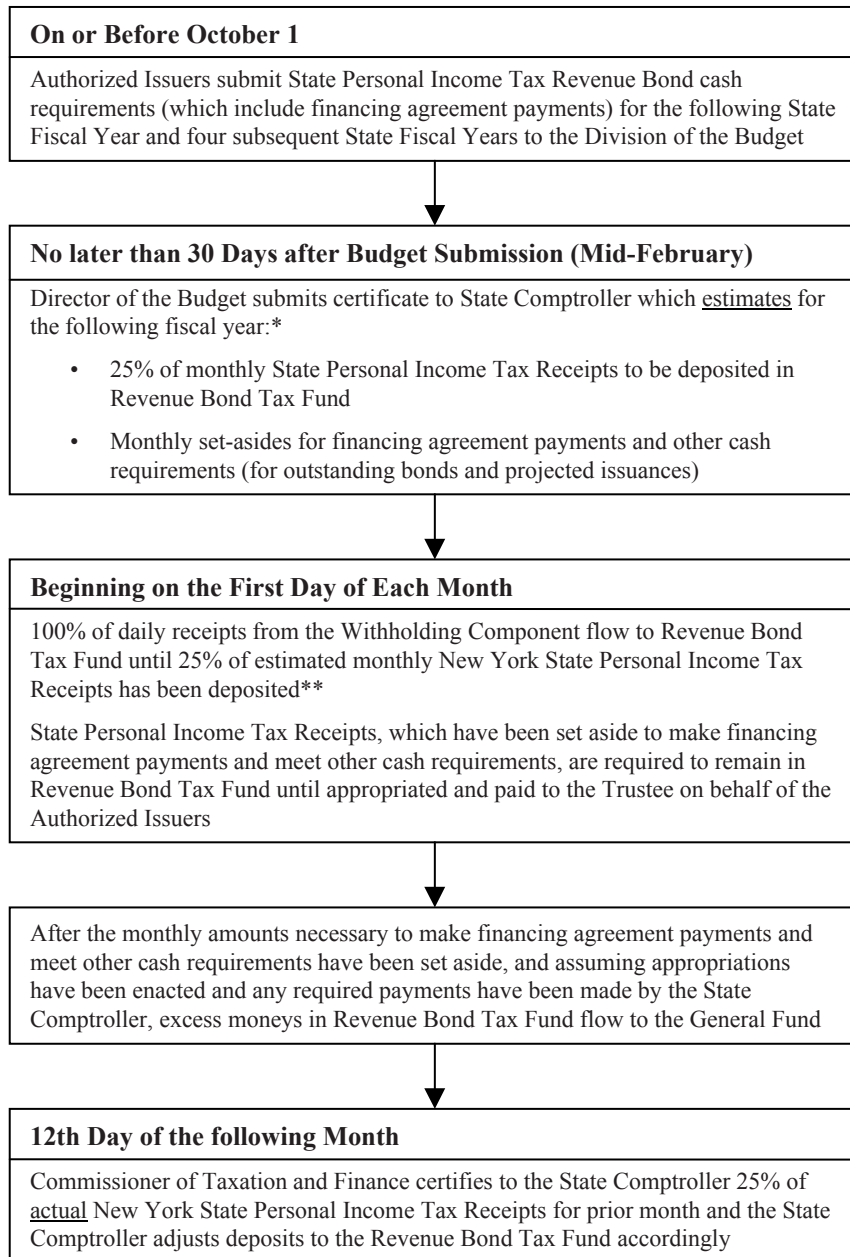 On or Before October 1
Authorized Issuers submit State Personal Income Tax Revenue Bond cash
requirements (which include financing agreement payments) for the following State
Fiscal Year and four subsequent State Fiscal Years to the Division of the Budget
No later than 30 Days after Budget Submission (Mid-February)
Director of the Budget submits certificate to State Comptroller which estimates for
the following fiscal year:*
• 25% of monthly State Personal Income Tax Receipts to be deposited in
Revenue Bond Tax Fund
• Monthly set-asides for financing agreement payments and other cash
requirements (for outstanding bonds and projected issuances)
Beginning on the First Day of Each Month
100% of daily receipts from the Withholding Component flow to Revenue Bond
Tax Fund until 25% of estimated monthly New York State Personal Income Tax
Receipts has been deposited**
State Personal Income Tax Receipts, which have been set aside to make financing
agreement payments and meet other cash requirements, are required to remain in
Revenue Bond Tax Fund until appropriated and paid to the Trustee on behalf of the
Authorized Issuers
After the monthly amounts necessary to make financing agreement payments and
meet other cash requirements have been set aside, and assuming appropriations
have been enacted and any required payments have been made by the State
Comptroller, excess moneys in Revenue Bond Tax Fund flow to the General Fund
12th Day of the following Month
Commissioner of Taxation and Finance certifies to the State Comptroller 25% of
actual New York State Personal Income Tax Receipts for prior month and the State
Comptroller adjusts deposits to the Revenue Bond Tax Fund accordingly